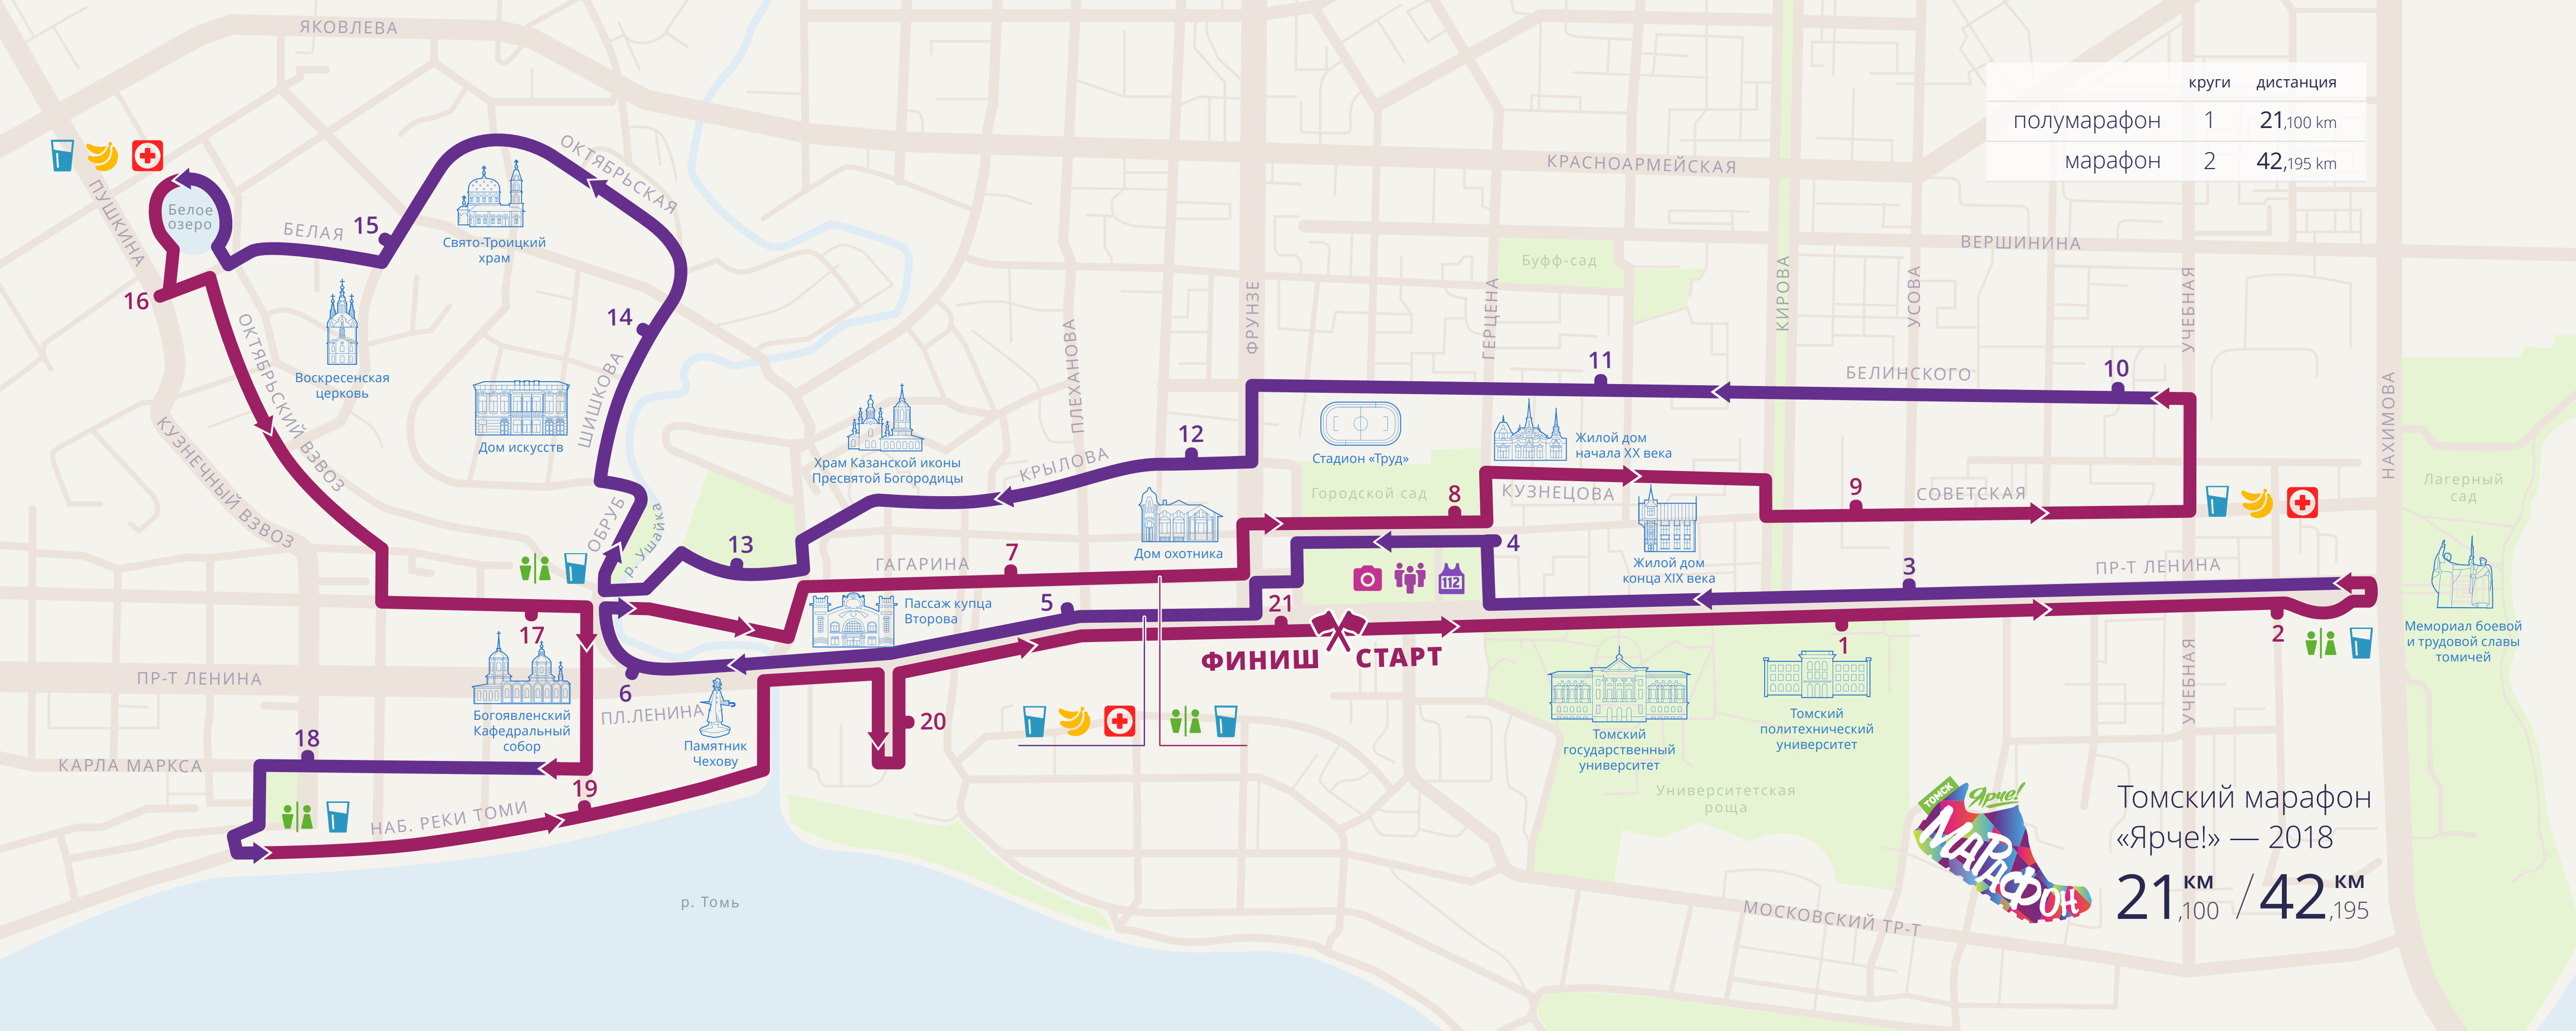 ЯКОВЛЕВА
ОКТЯБРЬСКАЯ
КРАСНОАРМЕЙСКАЯ
круги дистанция
полумарафон 1 21,100 km
марафон 2 42,195 km
ПУШКИНА
Белое
озеро
БЕЛАЯ
15
Свято-Троицкий
храм
ВЕРШИНИНА
Буфф-сад
16
14
ОКТЯБРЬСКИЙ ВЗВОЗ
Воскресенская
церковь
КУЗНЕЧНЫЙ ВЗВОЗ
Дом искусств
ШИШКОВА
ОБРУБ
р. Ушайка
Храм Казанской иконы
Пресвятой Богородицы
ПЛЕХАНОВА
ФРУНЗЕ
ГЕРЦЕНА
КИРОВА
УСОВА
УЧЕБНАЯ
НАХИМОВА
11
БЕЛИНСКОГО
10
12
КРЫЛОВА
Стадион «Труд»
Жилой дом
начала XX века
Городской сад
8
КУЗНЕЦОВА
9
СОВЕТСКАЯ
Лагерный
сад
Дом охотника
13
ГАГАРИНА
7
4
Жилой дом
конца XIX века
3
ПР-Т ЛЕНИНА
112
Пассаж купца
Второва
5
21
ФИНИШ
СТАРТ
1
2
Мемориал боевой
и трудовой славы
томичей
17
ПР-Т ЛЕНИНА
6
ПЛ.ЛЕНИНА
Богоявленский
Кафедральный
собор
Памятник
Чехову
20
Томский
государственный
университет
Томский
политехнический
университет
УЧЕБНАЯ
18
КАРЛА МАРКСА
19
НАБ. РЕКИ ТОМИ
Университетская
роща
р. Томь
МОСКОВСКИЙ ТР-Т
ТОМСК
Ярче!
МАРАФОН
Томский марафон
«Ярче!» — 2018
21,100 км / 42,195 км